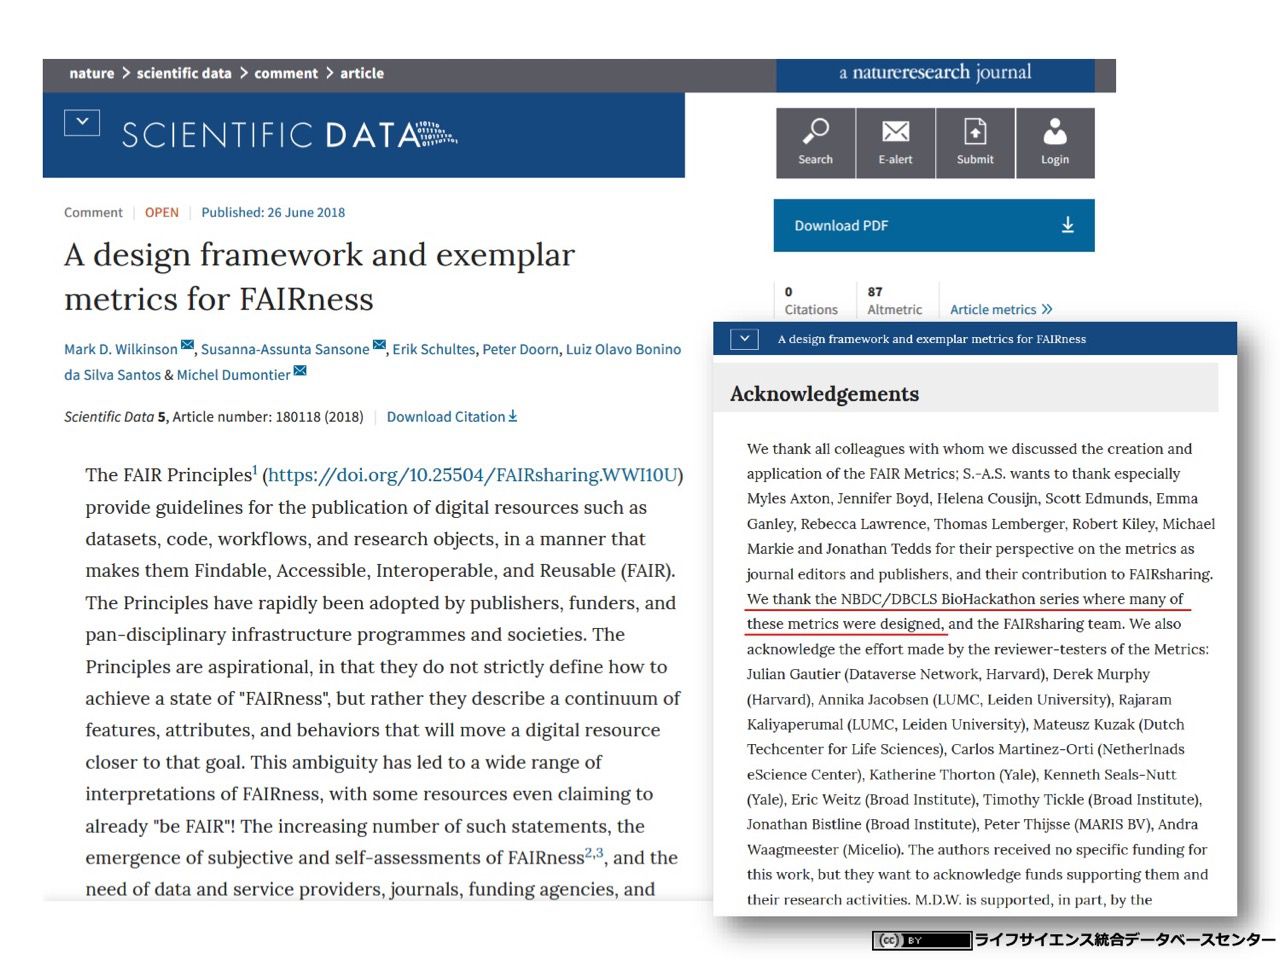 nature > scientific data > comment > article
a natureresearch journal
SCIENTIFIC DATA
Search
E-alert
Submit
Login
Comment | OPEN | Published: 26 June 2018
Download PDF
A design framework and exemplar
metrics for FAIRness
0
Citations
87
Altmetric
Article metrics »
Mark D. Wilkinson, Susanna-Assunta Sansone, Erik Schultes, Peter Doorn, Luiz Olavo Bonino
da Silva Santos & Michel Dumontier
Scientific Data 5, Article number: 180118 (2018) | Download Citation
The FAIR Principles1 (https://doi.org/10.25504/FAIRsharing.WWI10U)
provide guidelines for the publication of digital resources such as
datasets, code, workflows, and research objects, in a manner that
makes them Findable, Accessible, Interoperable, and Reusable (FAIR).
The Principles have rapidly been adopted by publishers, funders, and
pan-disciplinary infrastructure programmes and societies. The
Principles are aspirational, in that they do not strictly define how to
achieve a state of "FAIRness", but rather they describe a continuum of
features, attributes, and behaviors that will move a digital resource
closer to that goal. This ambiguity has led to a wide range of
interpretations of FAIRness, with some resources even claiming to
already "be FAIR"! The increasing number of such statements, the
emergence of subjective and self-assessments of FAIRness2,3, and the
need of data and service providers, journals, funding agencies, and
A design framework and exemplar metrics for FAIRness
Acknowledgements
We thank all colleagues with whom we discussed the creation and
application of the FAIR Metrics; S.-A.S. wants to thank especially
Myles Axton, Jennifer Boyd, Helena Cousijn, Scott Edmunds, Emma
Ganley, Rebecca Lawrence, Thomas Lemberger, Robert Kiley, Michael
Markie and Jonathan Tedds for their perspective on the metrics as
journal editors and publishers, and their contribution to FAIRsharing.
We thank the NBDC/DBCLS BioHackathon series where many of
these metrics were designed, and the FAIRsharing team. We also
acknowledge the effort made by the reviewer-testers of the Metrics:
Julian Gautier (Dataverse Network, Harvard), Derek Murphy
(Harvard), Annika Jacobsen (LUMC, Leiden University), Rajaram
Kaliyaperumal (LUMC, Leiden University), Mateusz Kuzak (Dutch
Techcenter for Life Sciences), Carlos Martinez-Orti (Netherlnads
eScience Center), Katherine Thorton (Yale), Kenneth Seals-Nutt
(Yale), Eric Weitz (Broad Institute), Timothy Tickle (Broad Institute),
Jonathan Bistline (Broad Institute), Peter Thijsse (MARIS BV), Andra
Waagmeester (Micelio). The authors received no specific funding for
this work, but they want to acknowledge funds supporting them and
their research activities. M.D.W. is supported, in part, by the
(cc) BY ライフサイエンス統合データベースセンター